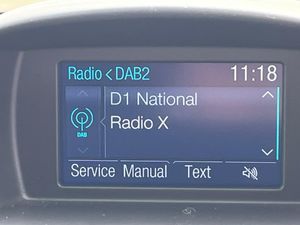 Radio < DAB2 11:18
D1 National
Radio X
DAB
Service Manual Text